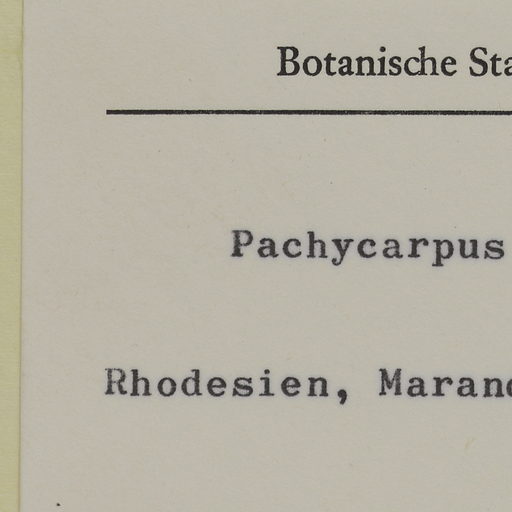 Botanische Sta
Pachycarpus
Rhodesien, Maran